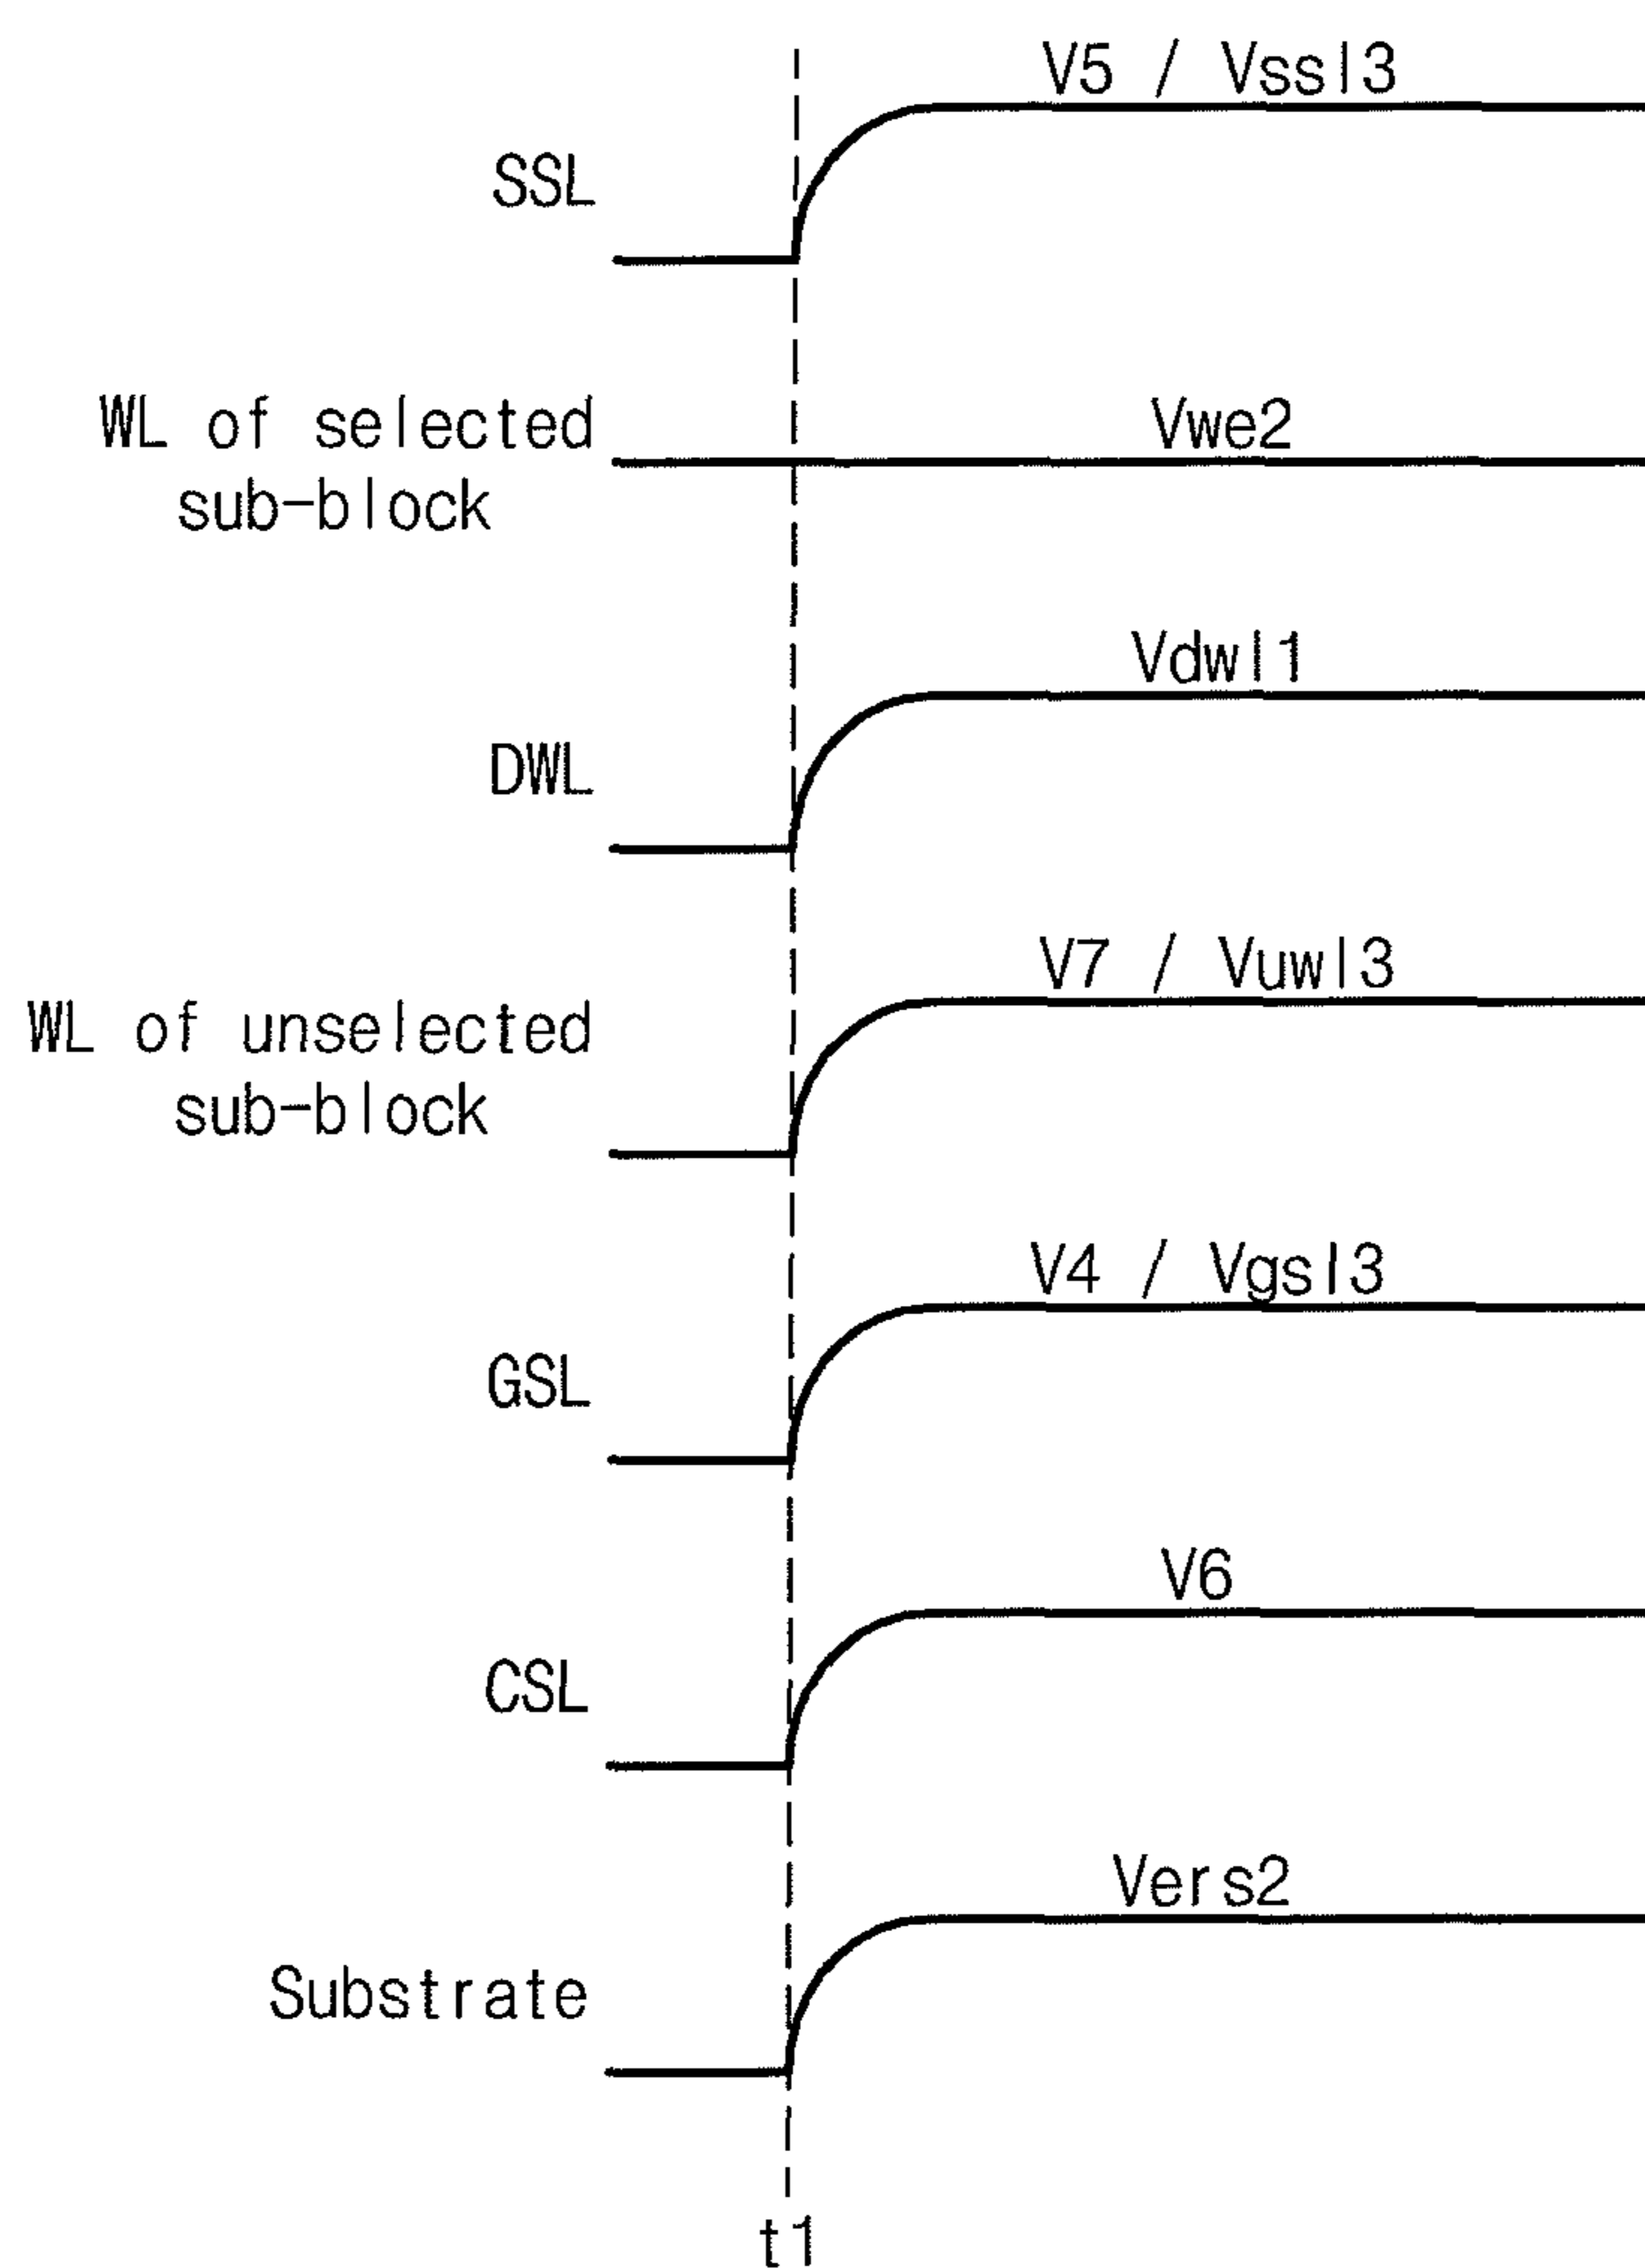 V5 / Vssl3
SSL
WL of selected
sub-block
Vwe2
Vdwl1
DWL
V7 / Vuwl3
WL of unselected
sub-block
V4 / Vgsl3
GSL
V6
CSL
Vers2
Substrate
t1